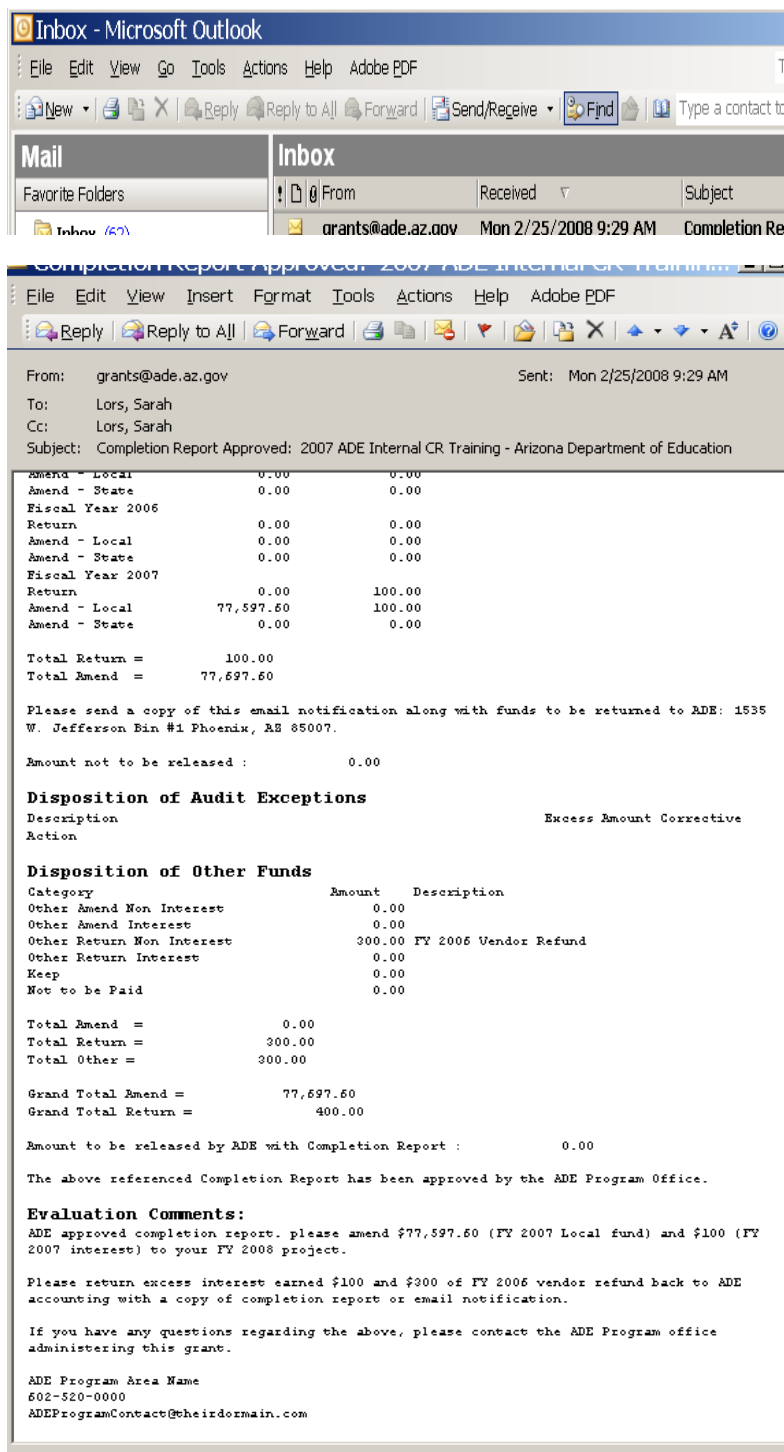 Inbox - Microsoft Outlook
File Edit View Go Tools Actions Help Adobe PDF
New Reply Reply to All Forward Send/Receive Find Type a contact to
Mail Inbox
Favorite Folders ! From Received Subject
Inbox (62) grants@ade.az.gov Mon 2/25/2008 9:29 AM Completion Re
Completion Report Approved: 2007 ADE Internal CR Trainin...
File Edit View Insert Format Tools Actions Help Adobe PDF
Reply Reply to All Forward
From: grants@ade.az.gov Sent: Mon 2/25/2008 9:29 AM
To: Lors, Sarah
Cc: Lors, Sarah
Subject: Completion Report Approved: 2007 ADE Internal CR Training - Arizona Department of Education
Amend - Local 0.00 0.00
Amend - State 0.00 0.00
Fiscal Year 2006
Return 0.00 0.00
Amend - Local 0.00 0.00
Amend - State 0.00 0.00
Fiscal Year 2007
Return 0.00 100.00
Amend - Local 77,597.60 100.00
Amend - State 0.00 0.00
Total Return = 100.00
Total Amend = 77,697.60
Please send a copy of this email notification along with funds to be returned to ADE: 1535
W. Jefferson Bin #1 Phoenix, AZ 85007.
Amount not to be released : 0.00
Disposition of Audit Exceptions
Description Excess Amount Corrective
Action
Disposition of Other Funds
Category Amount Description
Other Amend Non Interest 0.00
Other Amend Interest 0.00
Other Return Non Interest 300.00 FY 2006 Vendor Refund
Other Return Interest 0.00
Keep 0.00
Not to be Paid 0.00
Total Amend = 0.00
Total Return = 300.00
Total Other = 300.00
Grand Total Amend = 77,697.60
Grand Total Return = 400.00
Amount to be released by ADE with Completion Report : 0.00
The above referenced Completion Report has been approved by the ADE Program Office.
Evaluation Comments:
ADE approved completion report. please amend $77,597.60 (FY 2007 Local fund) and $100 (FY
2007 interest) to your FY 2008 project.
Please return excess interest earned $100 and $300 of FY 2006 vendor refund back to ADE
accounting with a copy of completion report or email notification.
If you have any questions regarding the above, please contact the ADE Program office
administering this grant.
ADE Program Area Name
602-520-0000
ADEProgramContact@theirdormain.com